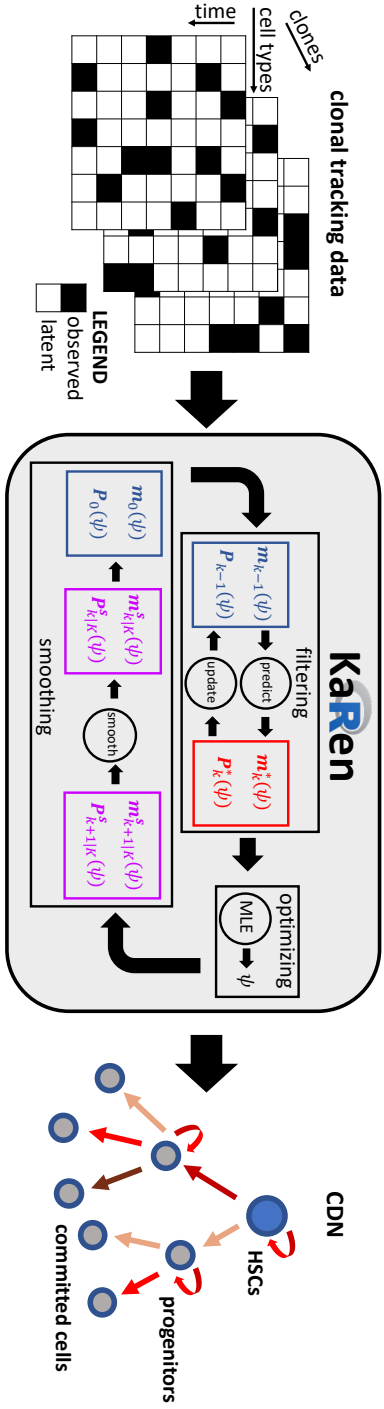 clonal tracking data
clones
cell types
time
LEGEND
observed
latent
KaRen
filtering
m_{k−1}(ψ)
P_{k−1}(ψ)
predict
update
m*_k(ψ)
P*_k(ψ)
optimizing
MLE
ψ
m_0(ψ)
P_0(ψ)
m^s_{k|K}(ψ)
P^s_{k|K}(ψ)
smooth
m^s_{k+1|K}(ψ)
P^s_{k+1|K}(ψ)
smoothing
CDN
HSCs
progenitors
committed cells